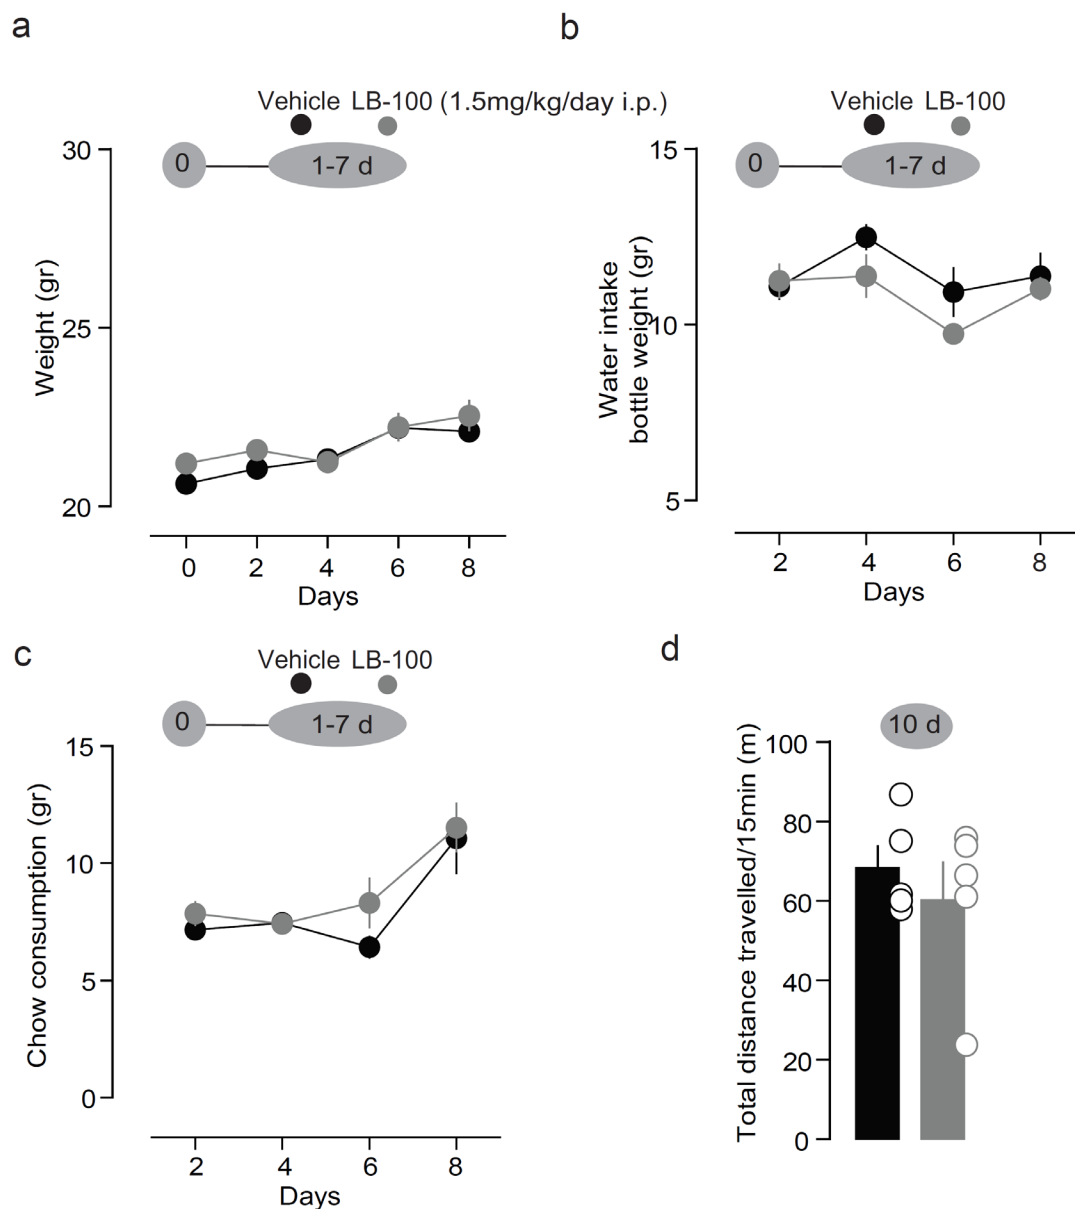 a
Vehicle LB-100 (1.5mg/kg/day i.p.)
0
1-7 d
Weight (gr)
30
25
20
0 2 4 6 8
Days
b
Vehicle LB-100
0
1-7 d
Water intake
bottle weight (gr)
15
10
5
2 4 6 8
Days
c
Vehicle LB-100
0
1-7 d
Chow consumption (gr)
15
10
5
0
2 4 6 8
Days
d
10 d
Total distance travelled/15min (m)
100
80
60
40
20
0